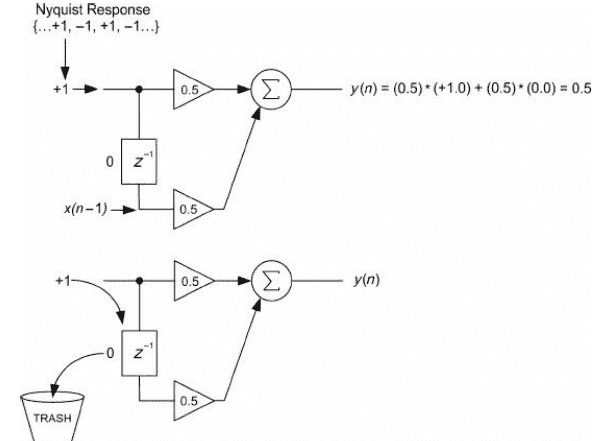 Nyquist Response
{...+1, −1, +1, −1...}
+1
0.5
Σ
y(n) = (0.5) * (+1.0) + (0.5) * (0.0) = 0.5
0
z⁻¹
x(n−1)
0.5
+1
0.5
Σ
y(n)
0
z⁻¹
0.5
TRASH